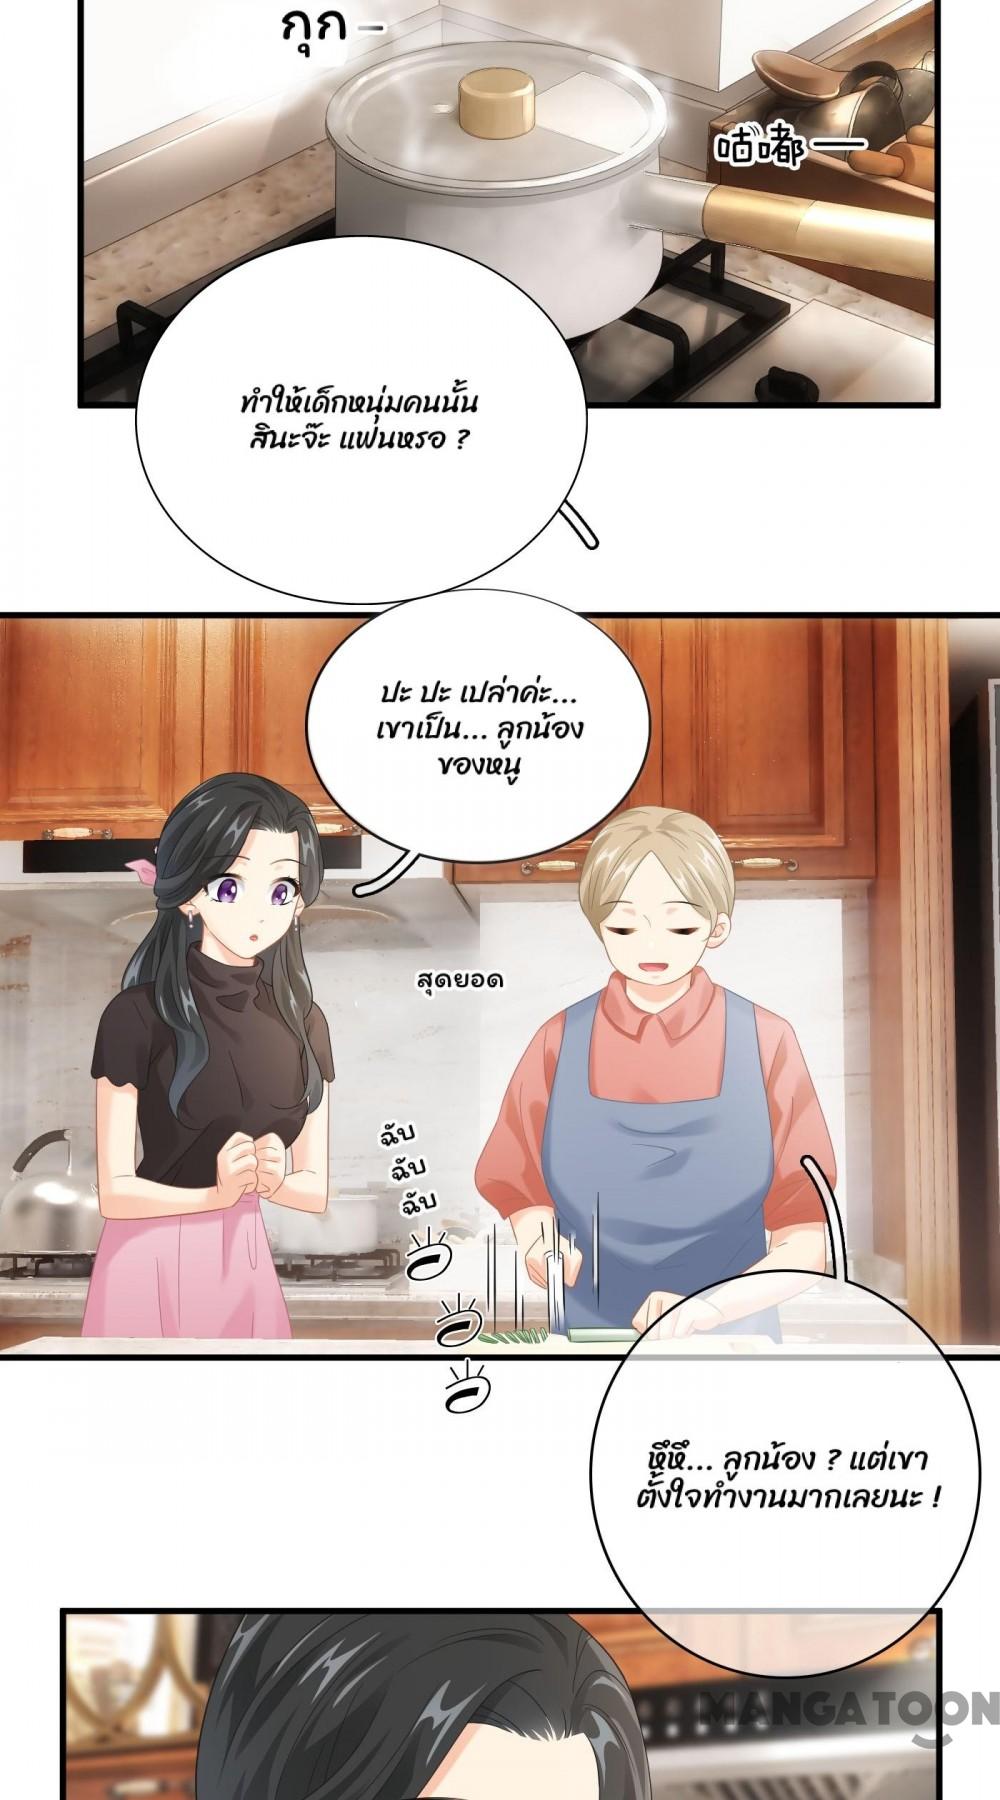 กุก —
咕嘟 —
ทำให้เด็กหนุ่มคนนั้น
สินะจ๊ะ แฟนหรอ ?
ปะ ปะ เปล่าค่ะ...
เขาเป็น... ลูกน้อง
ของหนู
สุดยอด
ฉับ
ฉับ
ฉับ
หึหึ... ลูกน้อง ? แต่เขา
ตั้งใจทำงานมากเลยนะ !
MANGATOON